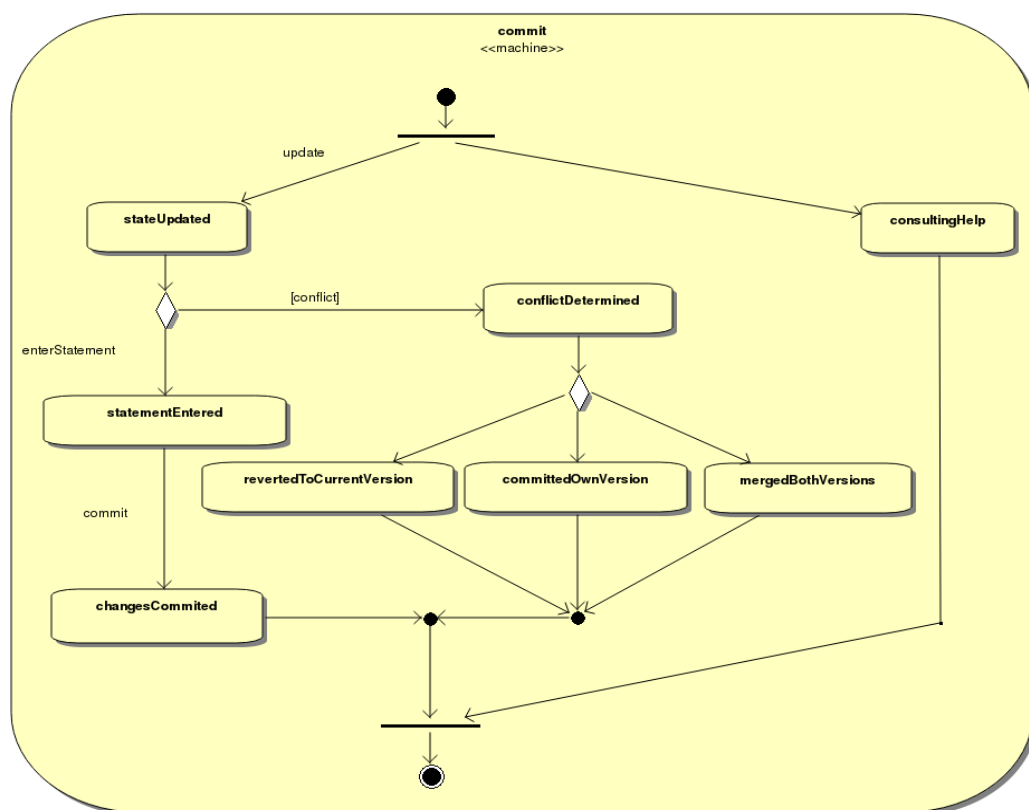 commit
<<machine>>
update
stateUpdated
consultingHelp
[conflict]
conflictDetermined
enterStatement
statementEntered
revertedToCurrentVersion
committedOwnVersion
mergedBothVersions
commit
changesCommited